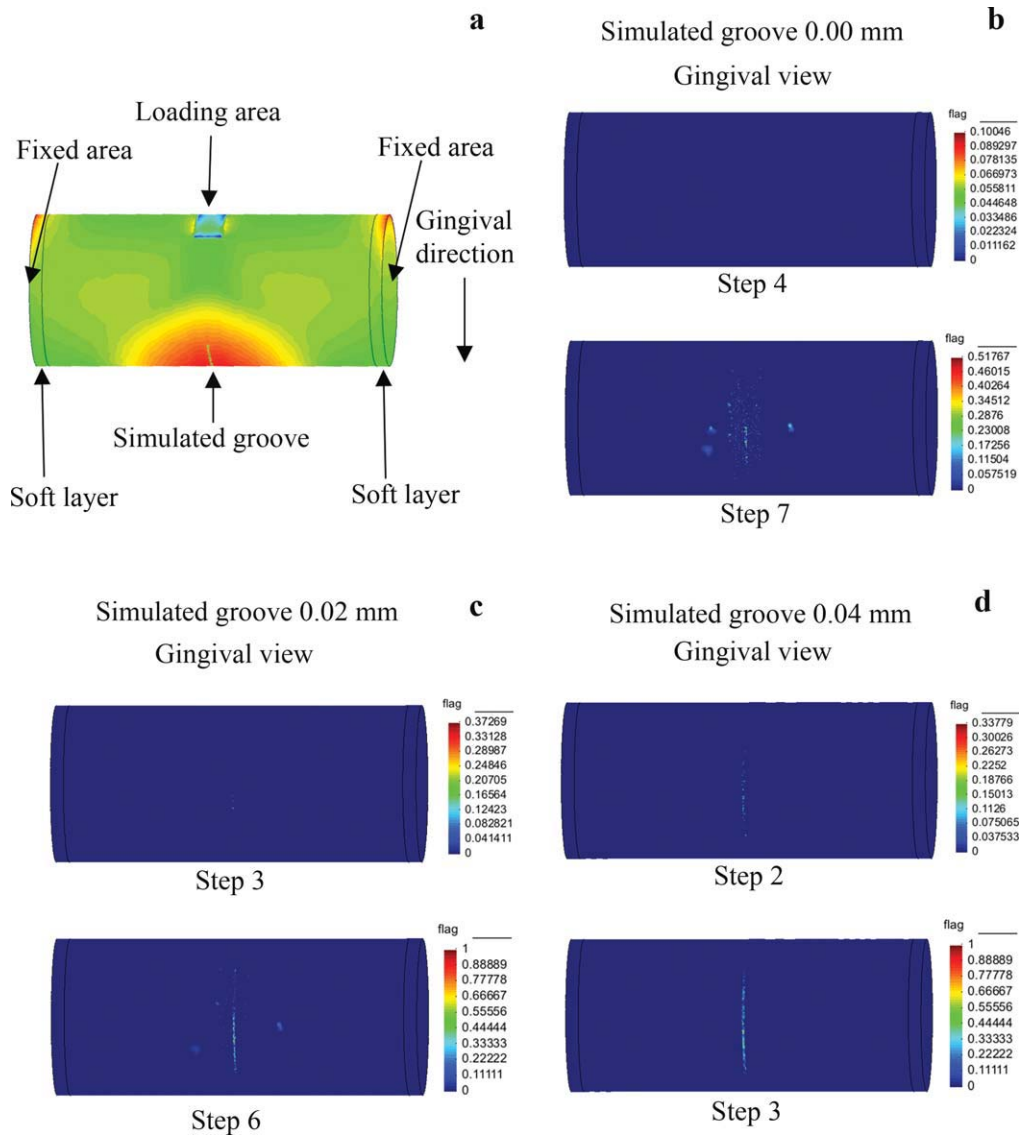 a
Loading area
Fixed area
Fixed area
Gingival
direction
Simulated groove
Soft layer
Soft layer
Simulated groove 0.00 mm
b
Gingival view
flag
0.10046
0.089297
0.078135
0.066973
0.055811
0.044648
0.033486
0.022324
0.011162
0
Step 4
flag
0.51767
0.46015
0.40264
0.34512
0.2876
0.23008
0.17256
0.11504
0.057519
0
Step 7
Simulated groove 0.02 mm
c
Gingival view
flag
0.37269
0.33128
0.28987
0.24846
0.20705
0.16564
0.12423
0.082821
0.041411
0
Step 3
flag
1
0.88889
0.77778
0.66667
0.55556
0.44444
0.33333
0.22222
0.11111
0
Step 6
Simulated groove 0.04 mm
d
Gingival view
flag
0.33779
0.30026
0.26273
0.2252
0.18766
0.15013
0.1126
0.075065
0.037533
0
Step 2
flag
1
0.88889
0.77778
0.66667
0.55556
0.44444
0.33333
0.22222
0.11111
0
Step 3